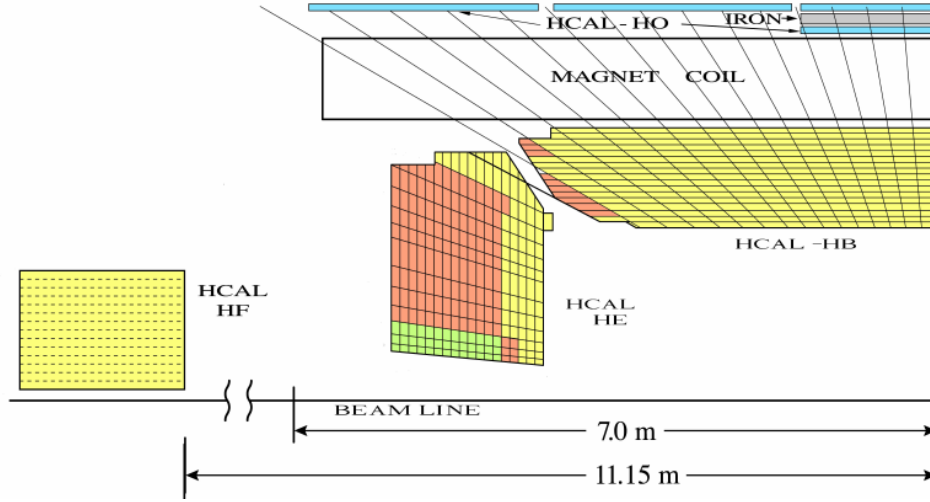 HCAL-HO
IRON
MAGNET COIL
HCAL -HB
HCAL
HF
HCAL
HE
BEAM LINE
7.0 m
11.15 m